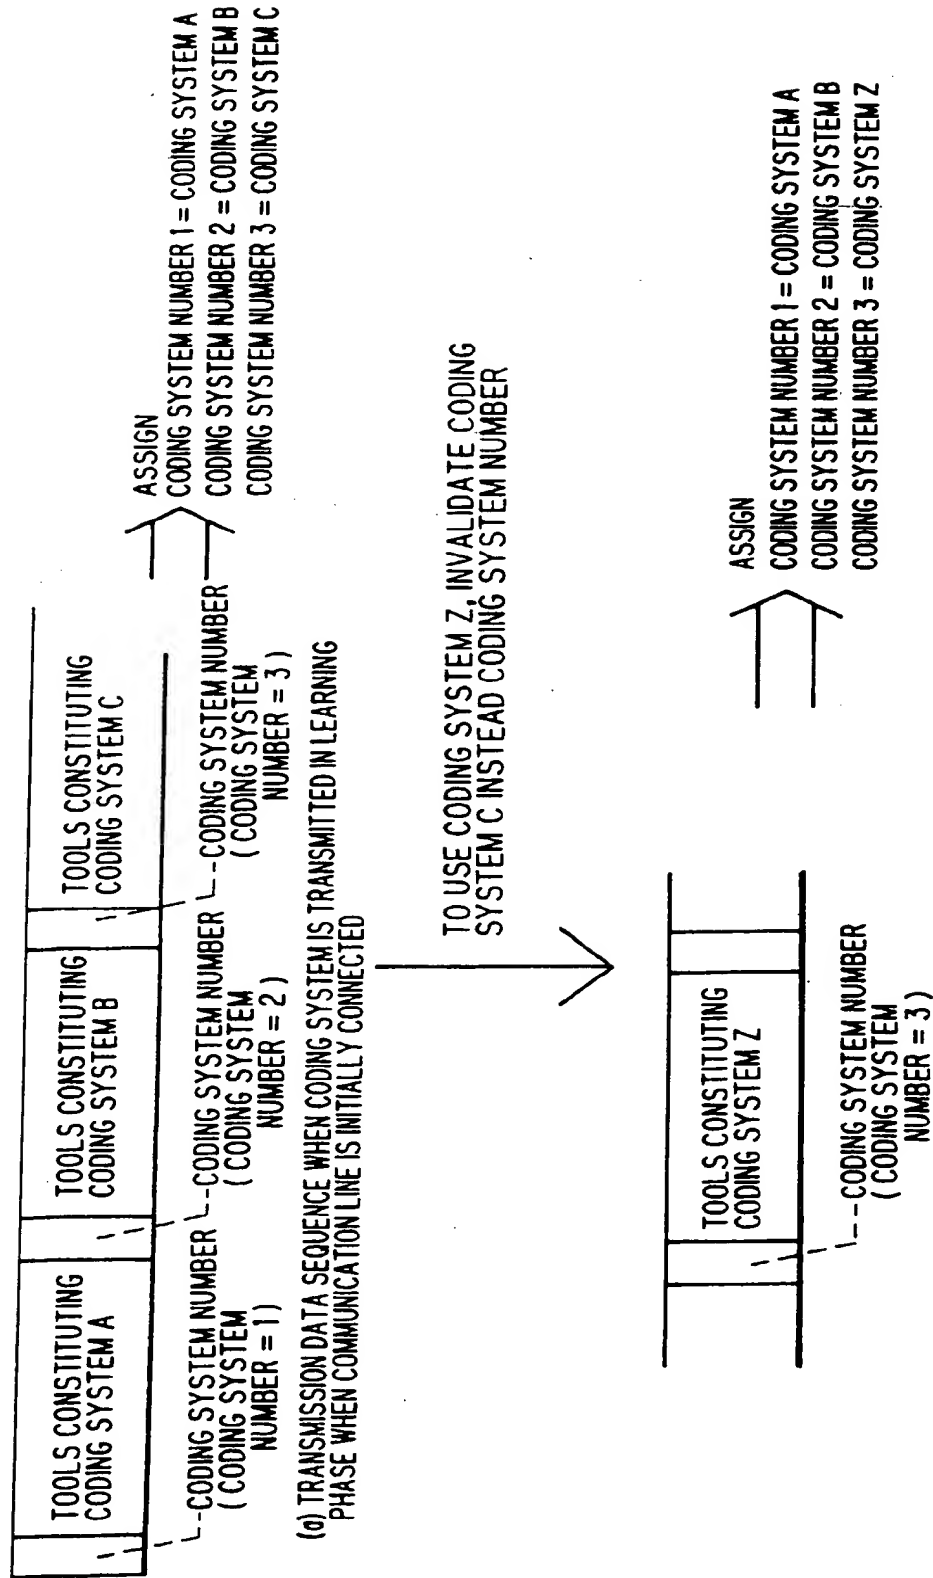 TOOLS CONSTITUTING
CODING SYSTEM A
TOOLS CONSTITUTING
CODING SYSTEM B
TOOLS CONSTITUTING
CODING SYSTEM C
CODING SYSTEM NUMBER
( CODING SYSTEM
NUMBER = 1 )
CODING SYSTEM NUMBER
( CODING SYSTEM
NUMBER = 2 )
CODING SYSTEM NUMBER
( CODING SYSTEM
NUMBER = 3 )
ASSIGN
CODING SYSTEM NUMBER 1 = CODING SYSTEM A
CODING SYSTEM NUMBER 2 = CODING SYSTEM B
CODING SYSTEM NUMBER 3 = CODING SYSTEM C
(a) TRANSMISSION DATA SEQUENCE WHEN CODING SYSTEM IS TRANSMITTED IN LEARNING
PHASE WHEN COMMUNICATION LINE IS INITIALLY CONNECTED
TO USE CODING SYSTEM Z, INVALIDATE CODING
SYSTEM C INSTEAD CODING SYSTEM NUMBER
TOOLS CONSTITUTING
CODING SYSTEM Z
CODING SYSTEM NUMBER
( CODING SYSTEM
NUMBER = 3 )
ASSIGN
CODING SYSTEM NUMBER 1 = CODING SYSTEM A
CODING SYSTEM NUMBER 2 = CODING SYSTEM B
CODING SYSTEM NUMBER 3 = CODING SYSTEM Z